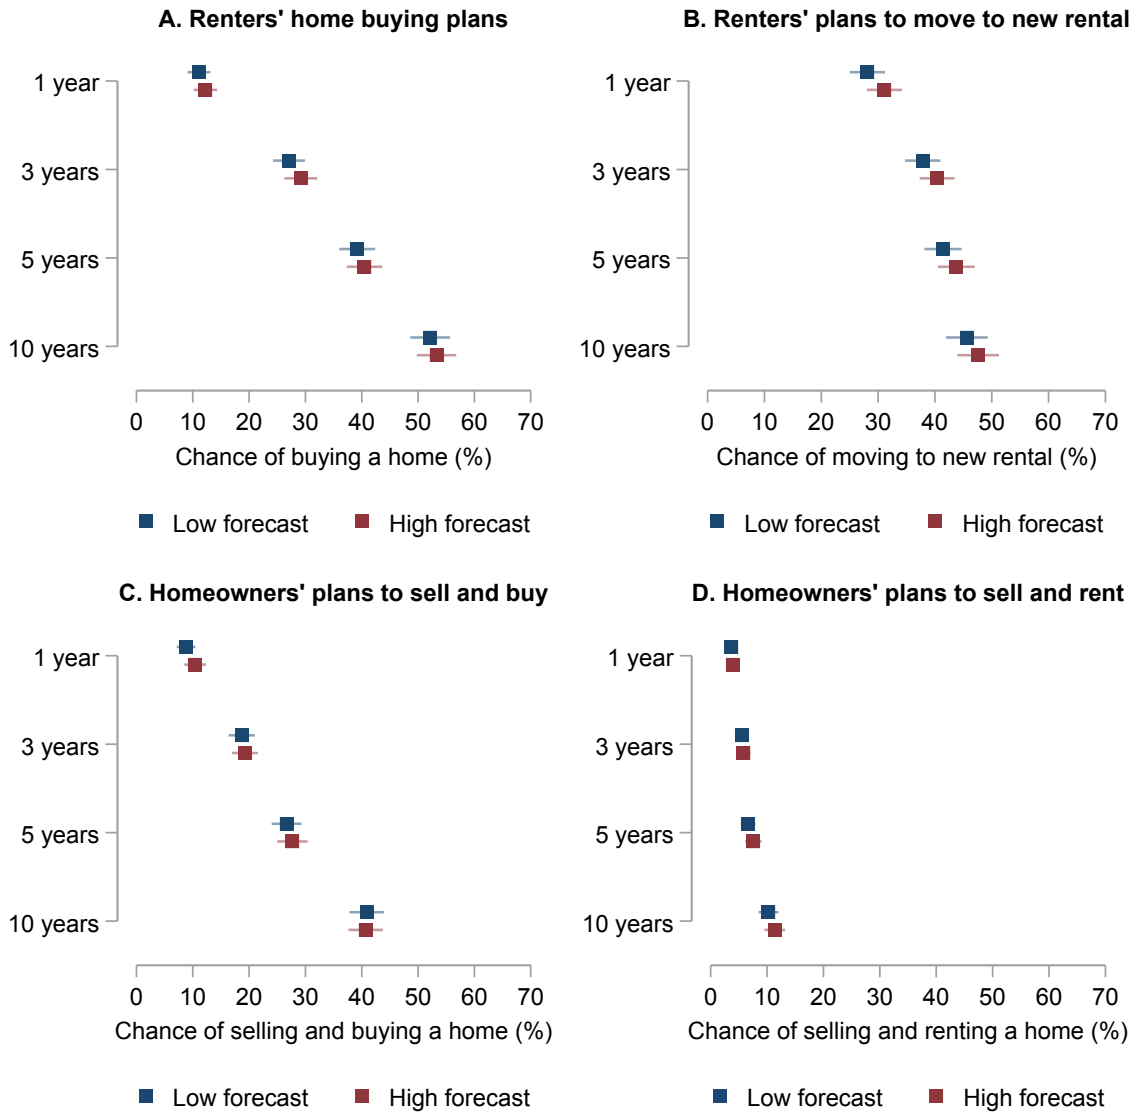 A. Renters' home buying plans
1 year
3 years
5 years
10 years
0 10 20 30 40 50 60 70
Chance of buying a home (%)
Low forecast High forecast
B. Renters' plans to move to new rental
1 year
3 years
5 years
10 years
0 10 20 30 40 50 60 70
Chance of moving to new rental (%)
Low forecast High forecast
C. Homeowners' plans to sell and buy
1 year
3 years
5 years
10 years
0 10 20 30 40 50 60 70
Chance of selling and buying a home (%)
Low forecast High forecast
D. Homeowners' plans to sell and rent
1 year
3 years
5 years
10 years
0 10 20 30 40 50 60 70
Chance of selling and renting a home (%)
Low forecast High forecast